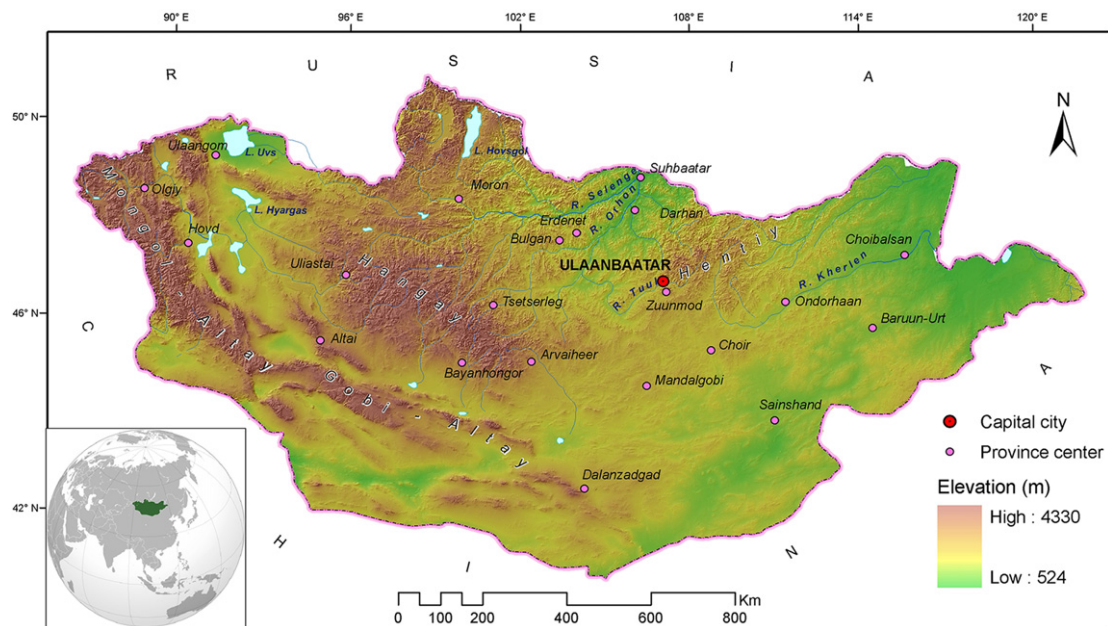 90° E
96° E
102° E
108° E
114° E
120° E
R U S S I A
50° N
46° N
42° N
N
Ulaangom
L. Uvs
L. Hovsgol
Suhbaatar
Olgiy
Moron
R. Selenge
L. Hyargas
R. Orhon
Darhan
Hovd
Erdenet
Bulgan
Choibalsan
ULAANBAATAR
Hentiy
Uliastai
Hangay
R. Tuul
Zuunmod
R. Kherlen
Tsetserleg
Ondorhaan
Mongol - Altay
Baruun-Urt
Altai
Arvaiheer
Choir
Bayanhongor
Mandalgobi
Gobi - Altay
Sainshand
Dalanzadgad
C H I N A
Capital city
Province center
Elevation (m)
High : 4330
Low : 524
Km
0 100 200 400 600 800